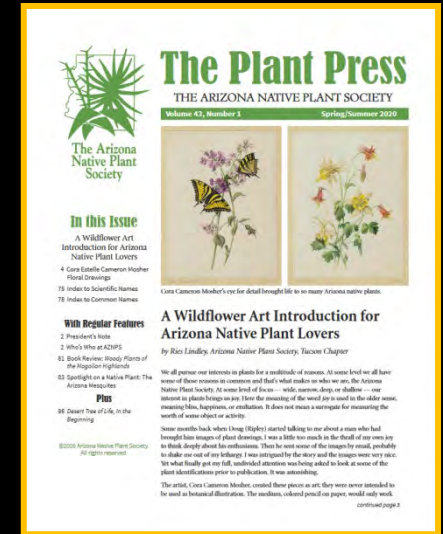 The Plant Press
THE ARIZONA NATIVE PLANT SOCIETY
Volume 43, Number 1 Spring/Summer 2020
The Arizona
Native Plant
Society
In this Issue
A Wildflower Art
Introduction for Arizona
Native Plant Lovers
4 Cora Estelle Cameron Mosher
Floral Drawings
75 Index to Scientific Names
78 Index to Common Names
With Regular Features
2 President's Note
2 Who's Who at AZNPS
81 Book Review: Woody Plants of
the Mogollon Highlands
83 Spotlight on a Native Plant: The
Arizona Mesquites
Plus
86 Desert Tree of Life, In the
Beginning
©2020 Arizona Native Plant Society.
All rights reserved.
Cora Cameron Mosher's eye for detail brought life to so many Arizona native plants.
A Wildflower Art Introduction for
Arizona Native Plant Lovers
by Ries Lindley, Arizona Native Plant Society, Tucson Chapter
We all pursue our interests in plants for a multitude of reasons. At some level we all have
some of those reasons in common and that's what makes us who we are, the Arizona
Native Plant Society. At some level of focus — wide, narrow, deep, or shallow — our
interest in plants brings us joy. Here the meaning of the word joy is used in the older sense,
meaning bliss, happiness, or exultation. It does not mean a surrogate for measuring the
worth of some object or activity.
Some months back when Doug (Ripley) started talking to me about a man who had
brought him images of plant drawings, I was a little too much in the thrall of my own joy
to think deeply about his enthusiasm. Then he sent some of the images by email, probably
to shake me out of my lethargy. I was intrigued by the story and the images were very nice.
Yet what finally got my full, undivided attention was being asked to look at some of the
plant identifications prior to publication. It was astonishing.
The artist, Cora Cameron Mosher, created these pieces as art; they were never intended to
be used as botanical illustration. The medium, colored pencil on paper, would only work
continued page 3